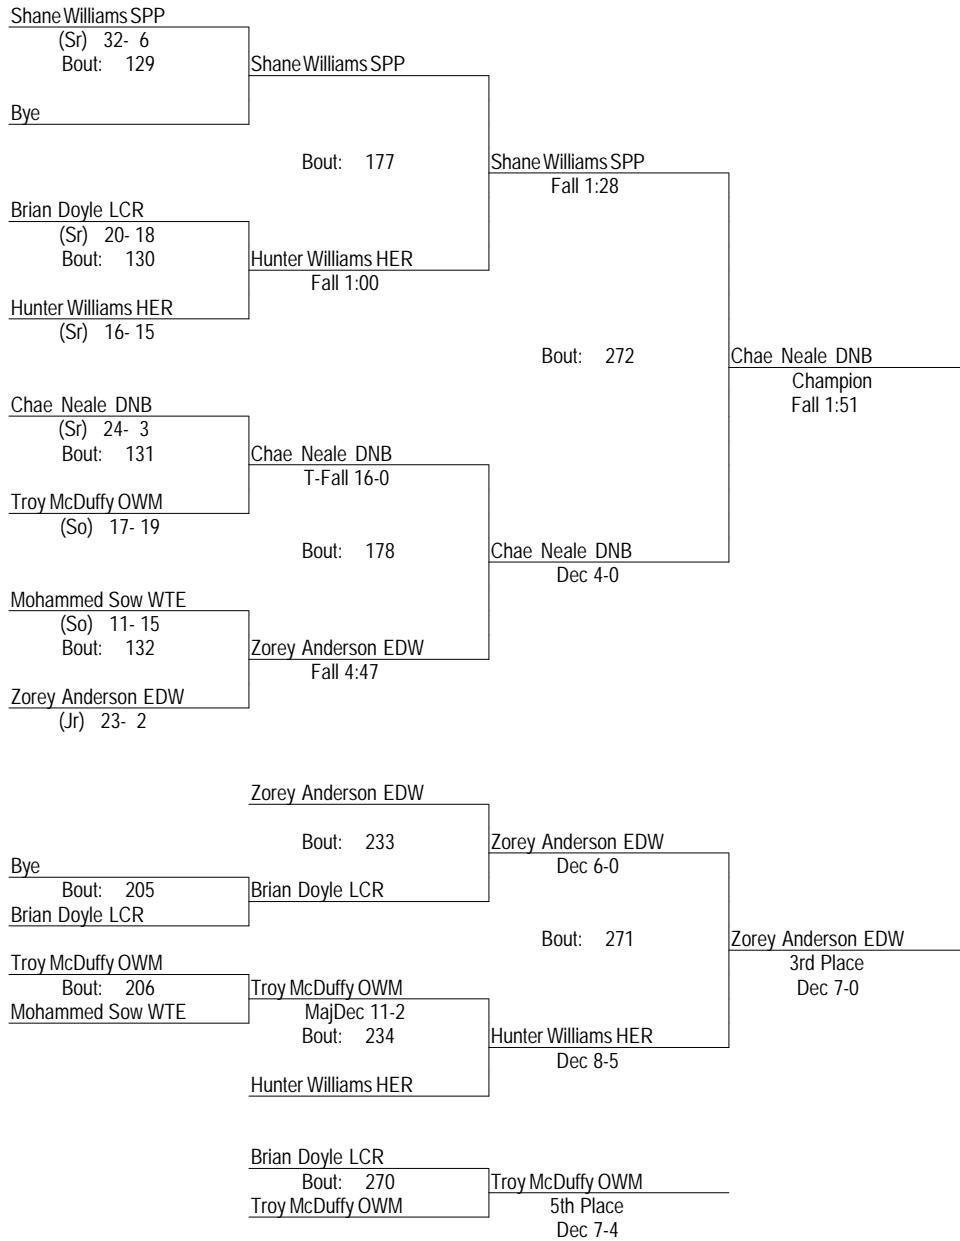 Shane Williams SPP
(Sr) 32- 6
Bout: 129
Shane Williams SPP
Bye
Bout: 177
Shane Williams SPP
Fall 1:28
Brian Doyle LCR
(Sr) 20- 18
Bout: 130
Hunter Williams HER
Fall 1:00
Hunter Williams HER
(Sr) 16- 15
Bout: 272
Chae Neale DNB
Champion
Fall 1:51
Chae Neale DNB
(Sr) 24- 3
Bout: 131
Chae Neale DNB
T-Fall 16-0
Troy McDuffy OWM
(So) 17- 19
Bout: 178
Chae Neale DNB
Dec 4-0
Mohammed Sow WTE
(So) 11- 15
Bout: 132
Zorey Anderson EDW
Fall 4:47
Zorey Anderson EDW
(Jr) 23- 2
Zorey Anderson EDW
Bout: 233
Zorey Anderson EDW
Dec 6-0
Bye
Bout: 205
Brian Doyle LCR
Brian Doyle LCR
Bout: 271
Zorey Anderson EDW
3rd Place
Dec 7-0
Troy McDuffy OWM
Bout: 206
Mohammed Sow WTE
Troy McDuffy OWM
MajDec 11-2
Bout: 234
Hunter Williams HER
Dec 8-5
Hunter Williams HER
Brian Doyle LCR
Bout: 270
Troy McDuffy OWM
Troy McDuffy OWM
5th Place
Dec 7-4